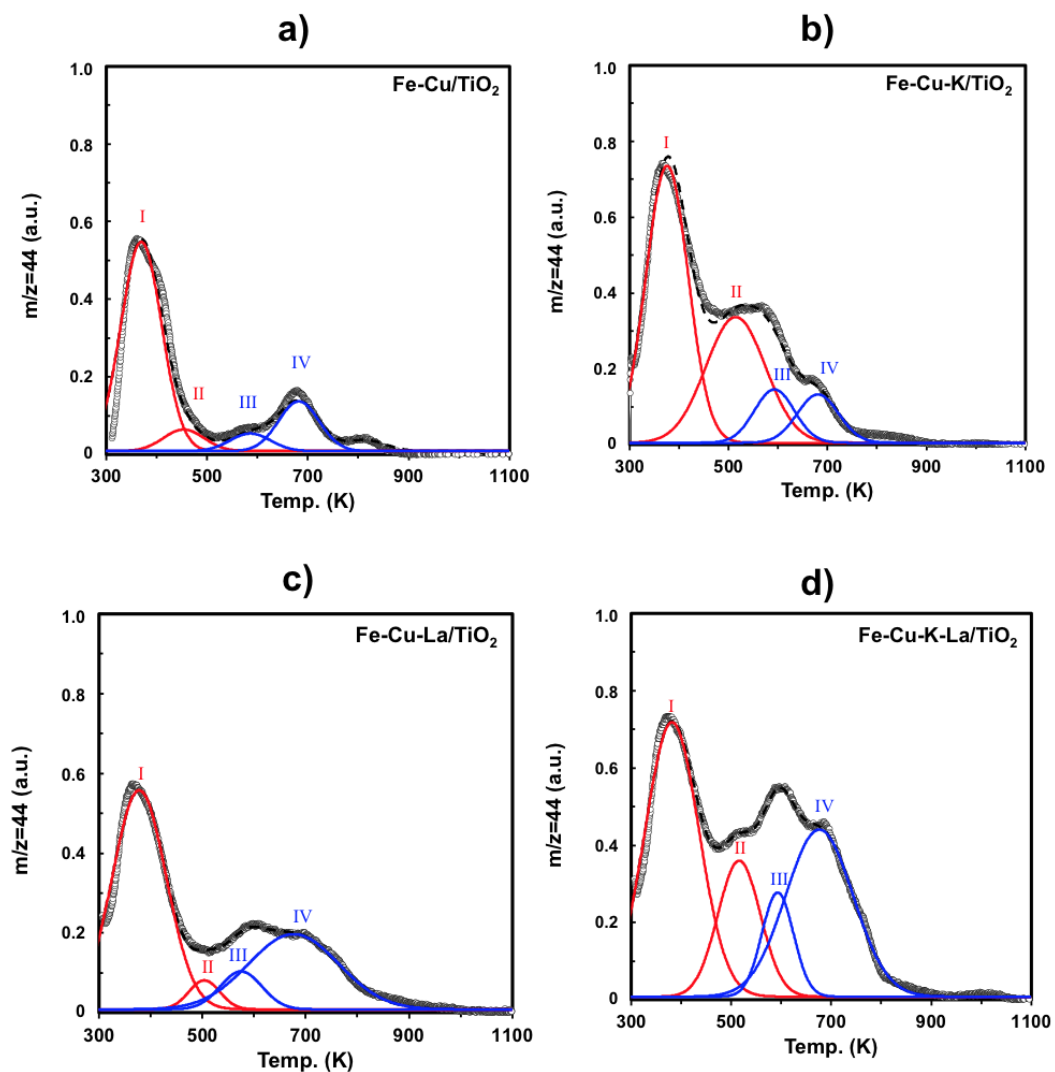 a)
Fe-Cu/TiO₂
I
II
III
IV
m/z=44 (a.u.)
1.0
0.8
0.6
0.4
0.2
0
300
500
700
900
1100
Temp. (K)
b)
Fe-Cu-K/TiO₂
I
II
III
IV
m/z=44 (a.u.)
1.0
0.8
0.6
0.4
0.2
0
300
500
700
900
1100
Temp. (K)
c)
Fe-Cu-La/TiO₂
I
II
III
IV
m/z=44 (a.u.)
1.0
0.8
0.6
0.4
0.2
0
300
500
700
900
1100
Temp. (K)
d)
Fe-Cu-K-La/TiO₂
I
II
III
IV
m/z=44 (a.u.)
1.0
0.8
0.6
0.4
0.2
0
300
500
700
900
1100
Temp. (K)